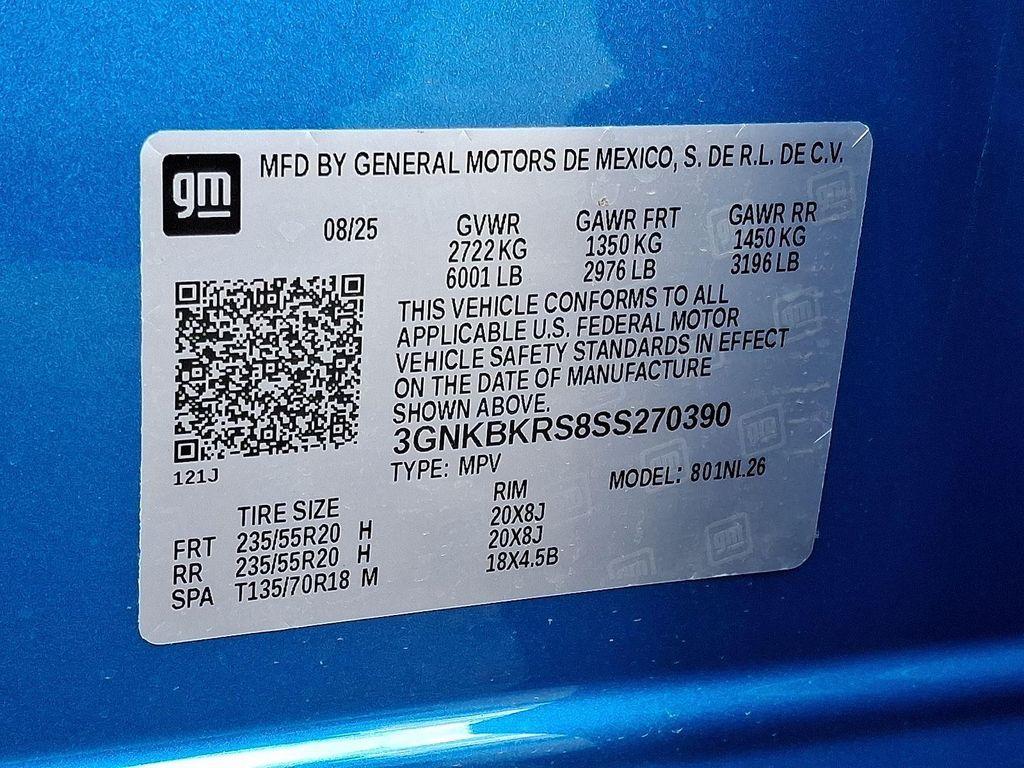 gm
MFD BY GENERAL MOTORS DE MEXICO, S. DE R.L. DE C.V.
08/25 GVWR GAWR FRT GAWR RR
2722 KG 1350 KG 1450 KG
6001 LB 2976 LB 3196 LB
THIS VEHICLE CONFORMS TO ALL
APPLICABLE U.S. FEDERAL MOTOR
VEHICLE SAFETY STANDARDS IN EFFECT
ON THE DATE OF MANUFACTURE
SHOWN ABOVE.
3GNKBKRS8SS270390
121J
TYPE: MPV MODEL: 801NL26
TIRE SIZE RIM
FRT 235/55R20 H 20X8J
RR 235/55R20 H 20X8J
SPA T135/70R18 M 18X4.5B